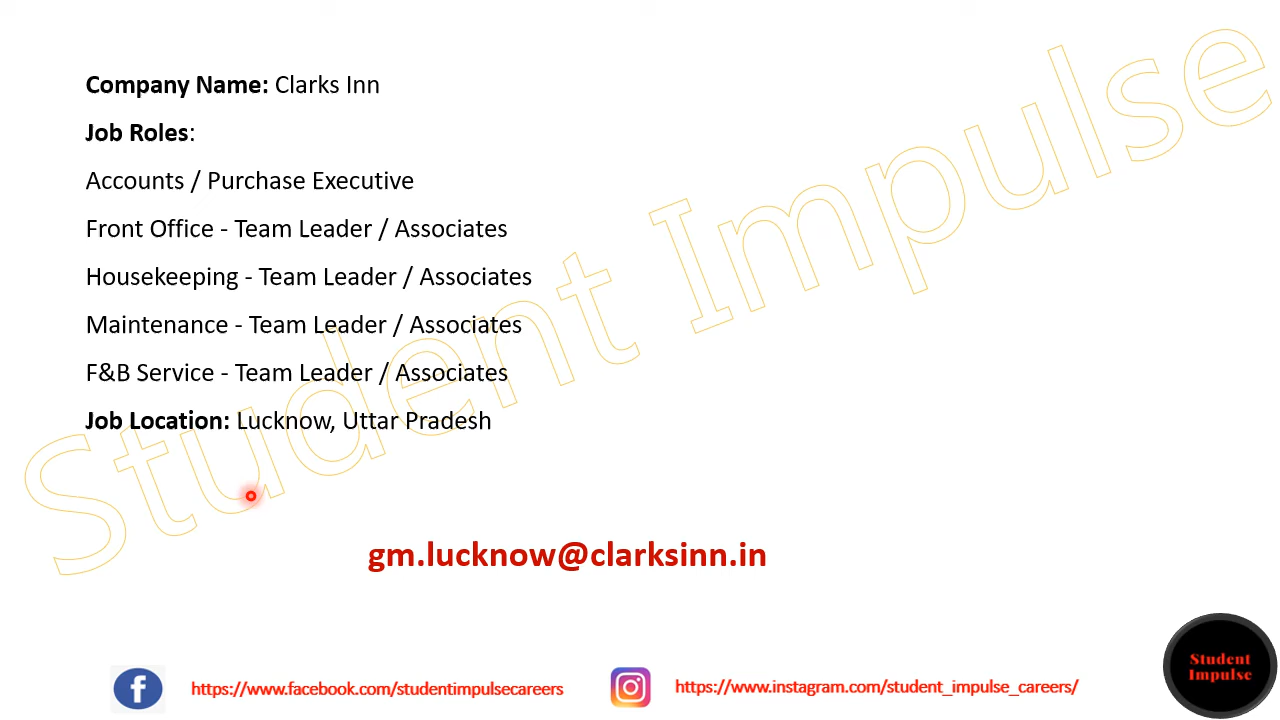 Company Name: Clarks Inn
Job Roles:
Accounts / Purchase Executive
Front Office - Team Leader / Associates
Housekeeping - Team Leader / Associates
Maintenance - Team Leader / Associates
F&B Service - Team Leader / Associates
Job Location: Lucknow, Uttar Pradesh
Student Impulse
gm.lucknow@clarksinn.in
https://www.facebook.com/studentimpulsecareers
https://www.instagram.com/student_impulse_careers/
Student
Impulse